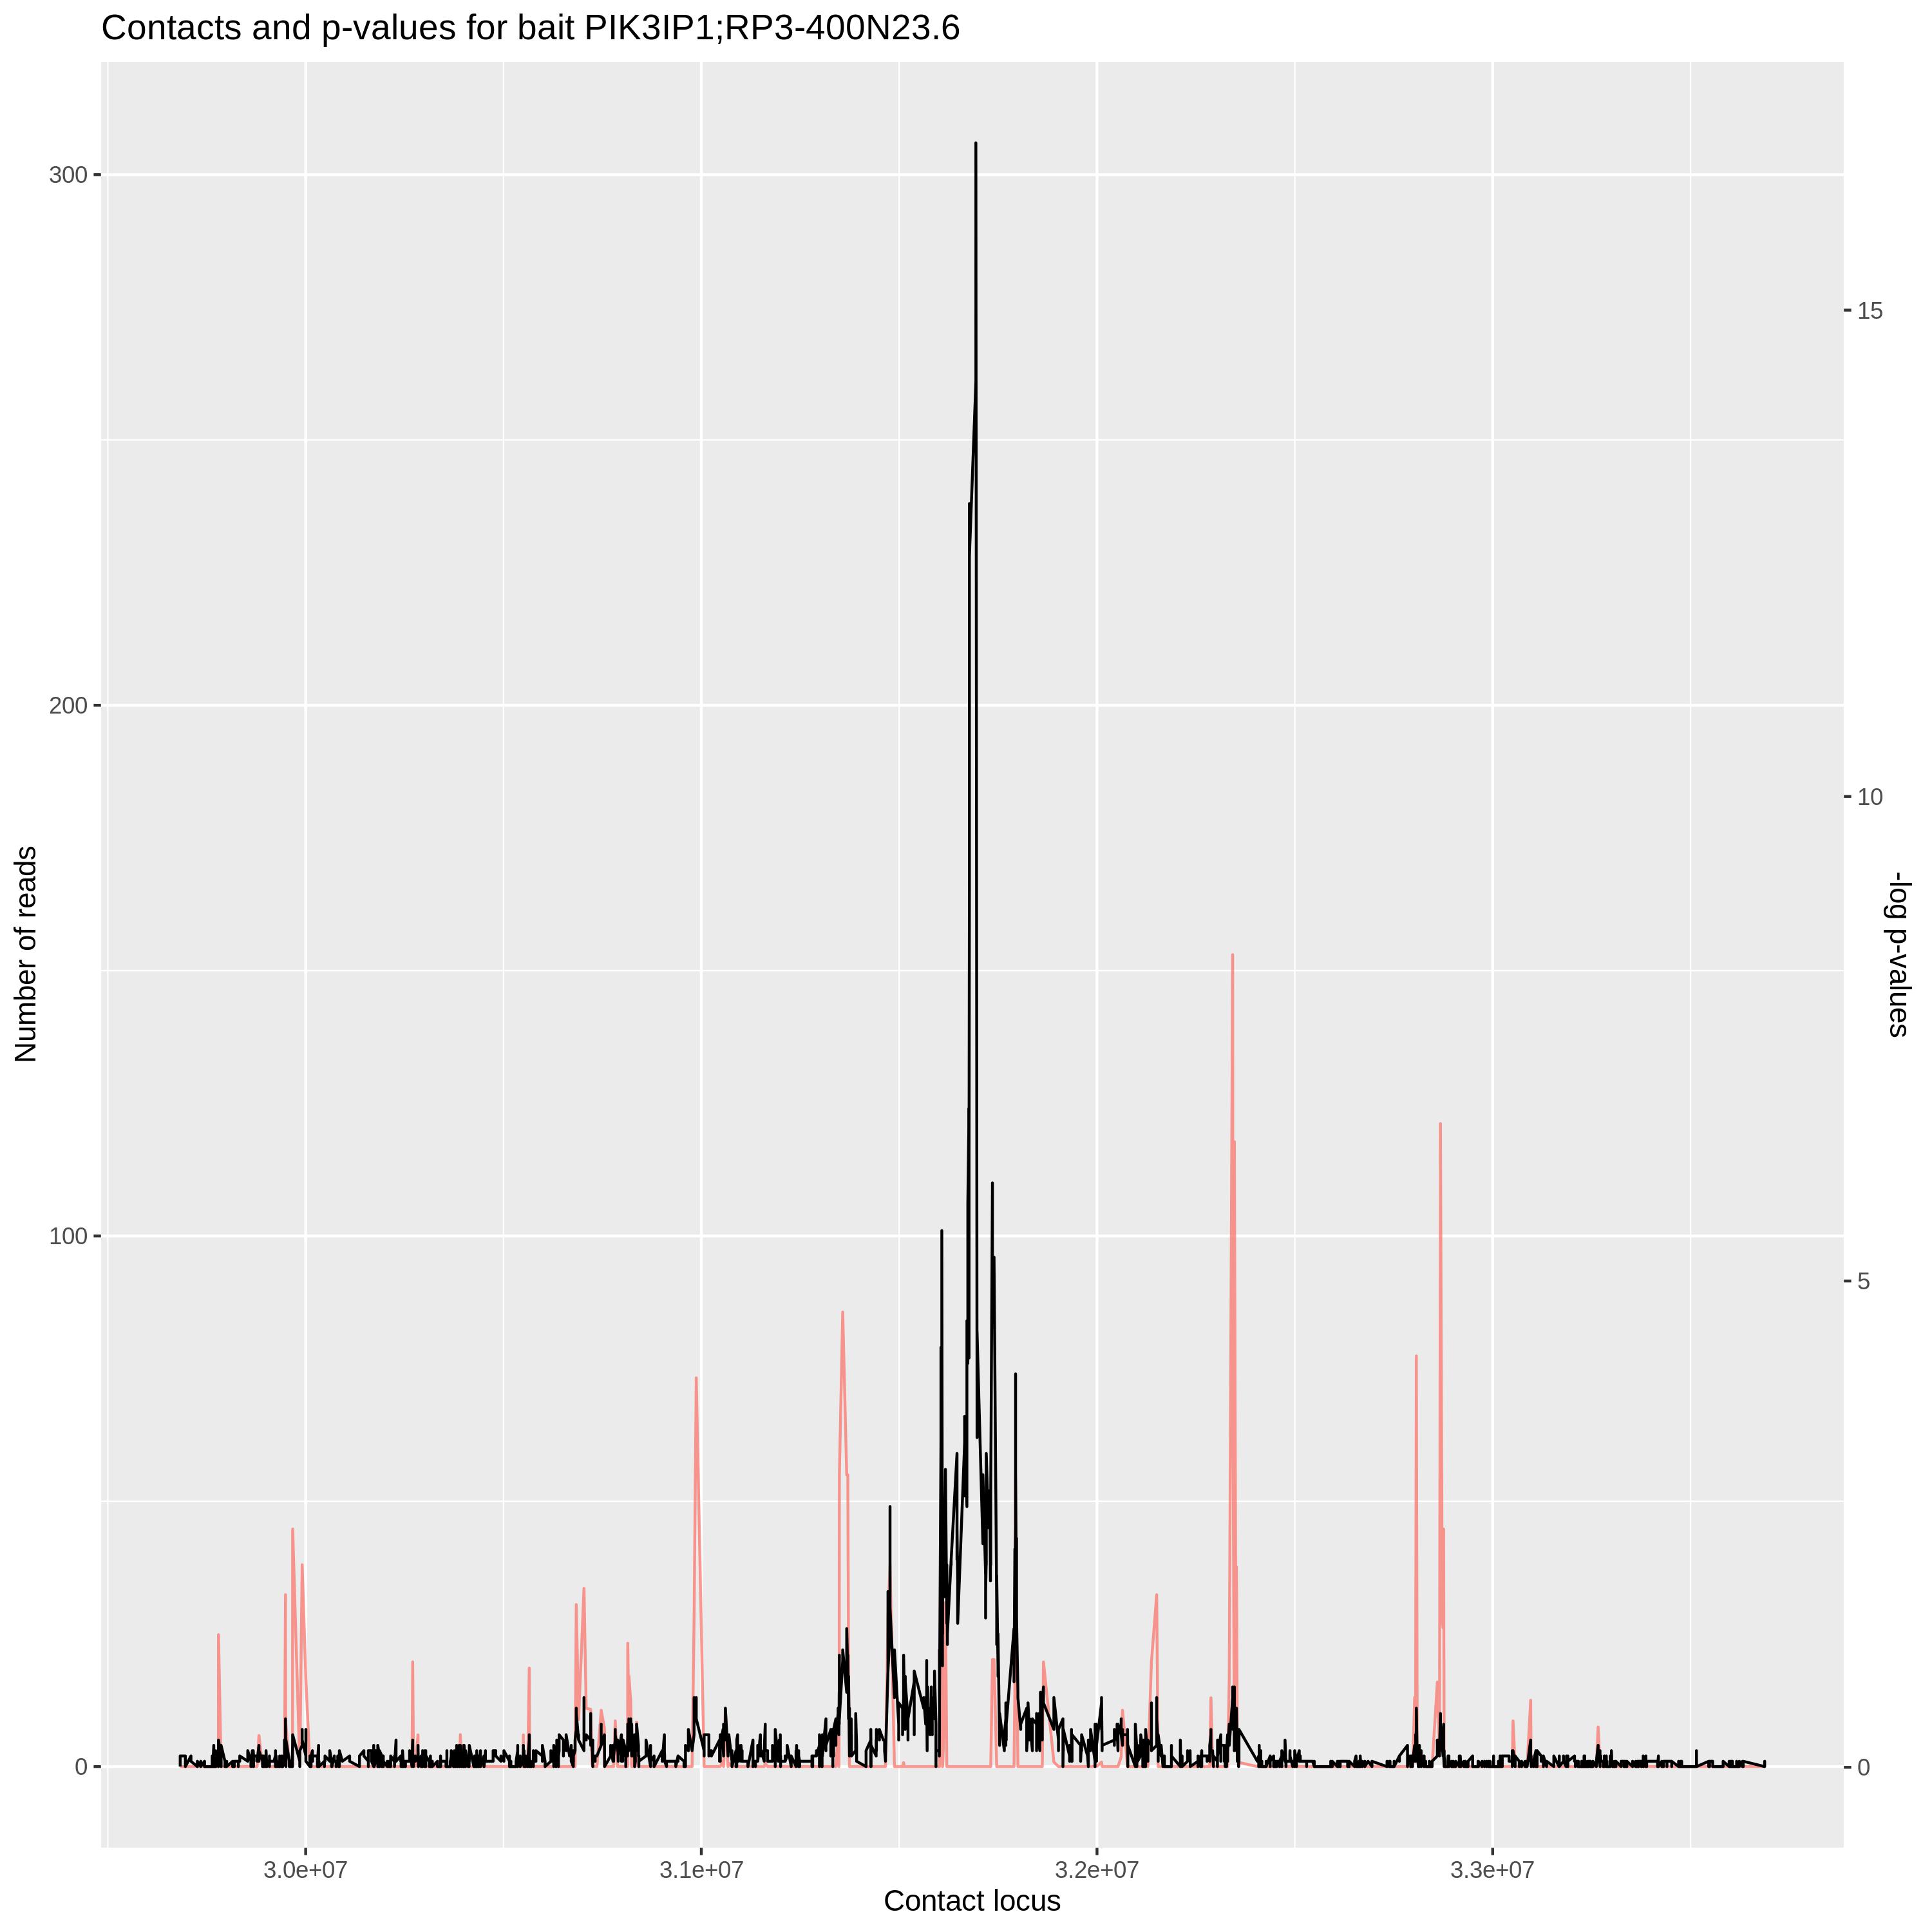 Contacts and p-values for bait PIK3IP1;RP3-400N23.6
300
200
100
0
Number of reads
15
10
5
0
-log p-values
3.0e+07
3.1e+07
3.2e+07
3.3e+07
Contact locus